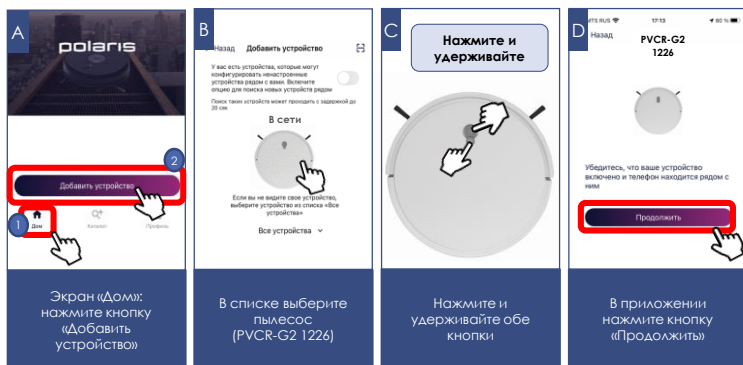 A
polaris
2
Добавить устройство
1
Дом
Каталог
Профиль
Экран «Дом»:
нажмите кнопку
«Добавить
устройство»
B
Назад
Добавить устройство
У вас есть устройства, которые могут
конфигурировать ненастроенные
устройства рядом с вами. Включите
опцию для поиска новых устройств рядом
Поиск таких устройств может проходить с задержкой до
20 сек
В сети
Если вы не видите свое устройство,
выберите устройство из списка «Все
устройства»
Все устройства
В списке выберите
пылесос
(PVCR-G2 1226)
C
Нажмите и
удерживайте
Нажмите и
удерживайте обе
кнопки
D
MTS RUS
17:13
80 %
Назад
PVCR-G2
1226
Убедитесь, что ваше устройство
включено и телефон находится рядом с
ним
Продолжить
В приложении
нажмите кнопку
«Продолжить»